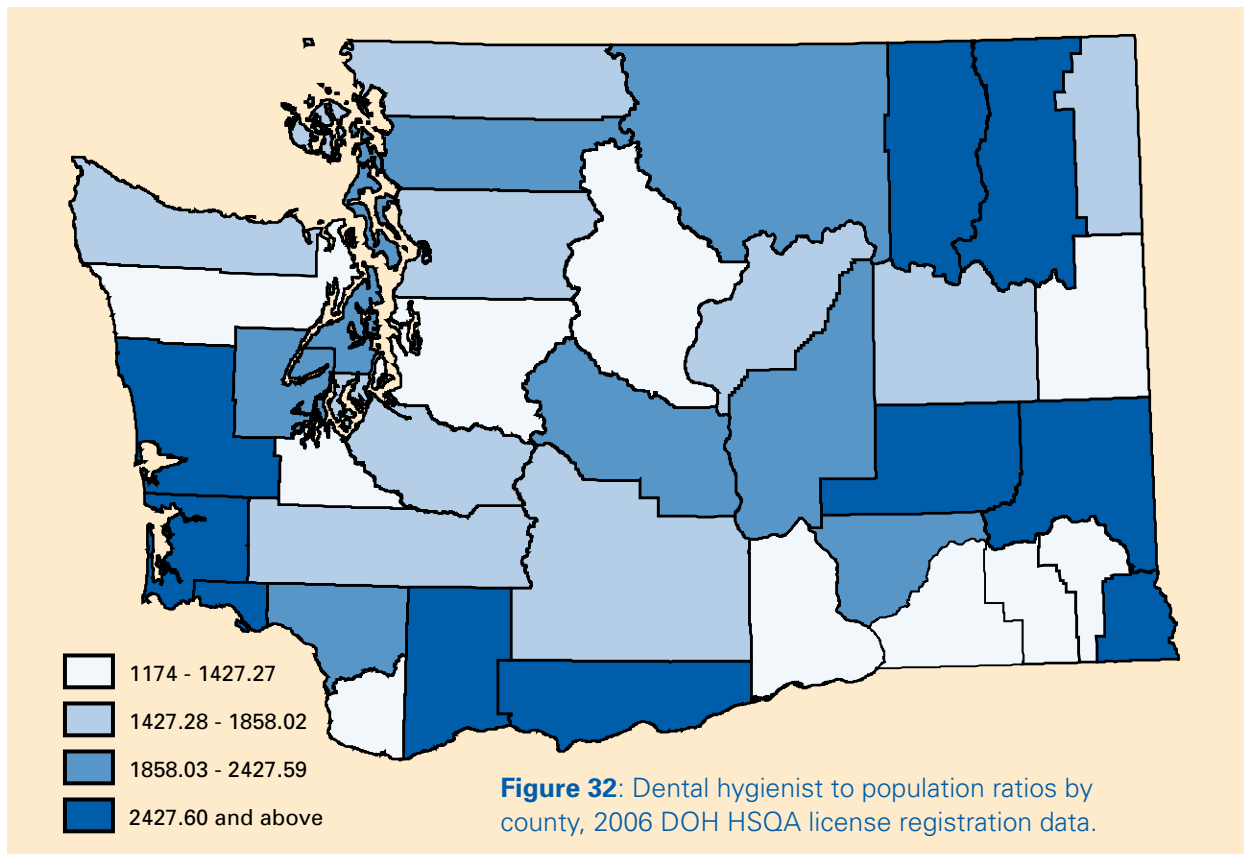 1174 - 1427.27
1427.28 - 1858.02
1858.03 - 2427.59
2427.60 and above
Figure 32: Dental hygienist to population ratios by
county, 2006 DOH HSQA license registration data.